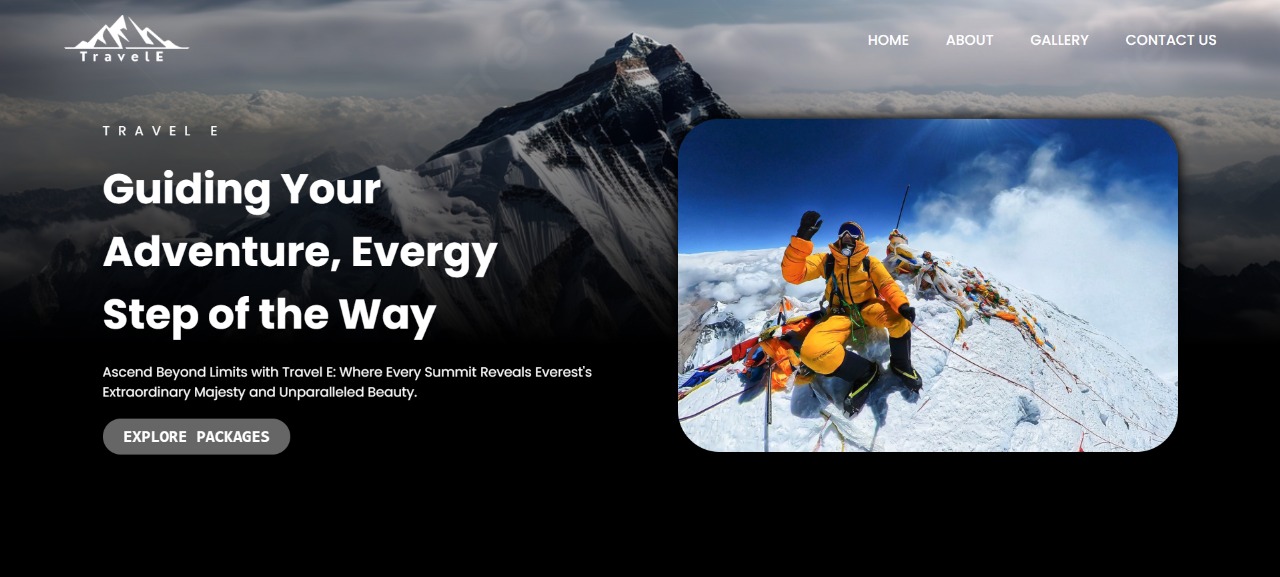 TravelE
HOME ABOUT GALLERY CONTACT US
TRAVEL E
Guiding Your
Adventure, Evergy
Step of the Way
Ascend Beyond Limits with Travel E: Where Every Summit Reveals Everest's
Extraordinary Majesty and Unparalleled Beauty.
EXPLORE PACKAGES